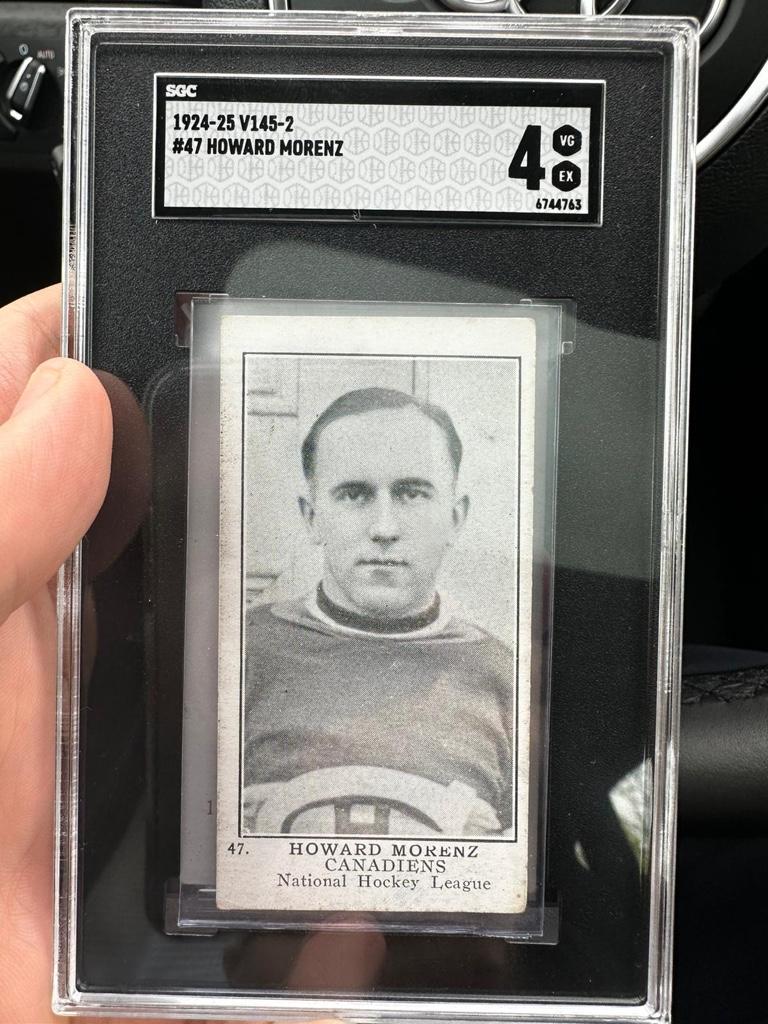 SGC
1924-25 V145-2
#47 HOWARD MORENZ
4
VG
EX
6744763
47. HOWARD MORENZ
CANADIENS
National Hockey League